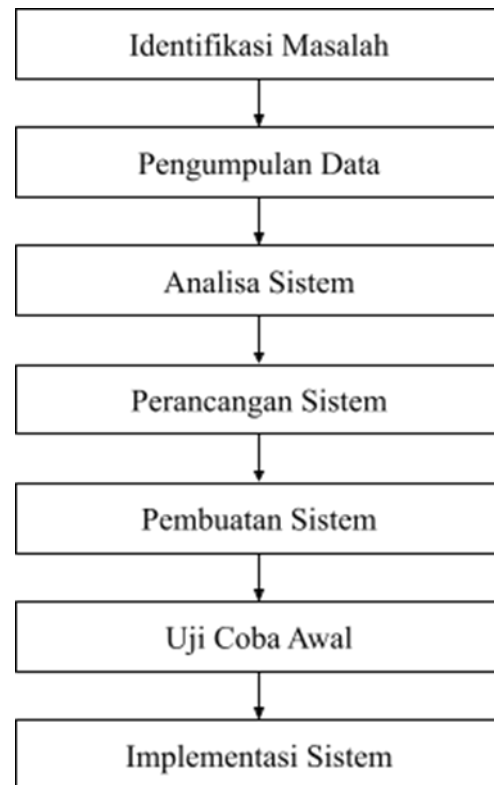 Identifikasi Masalah
Pengumpulan Data
Analisa Sistem
Perancangan Sistem
Pembuatan Sistem
Uji Coba Awal
Implementasi Sistem